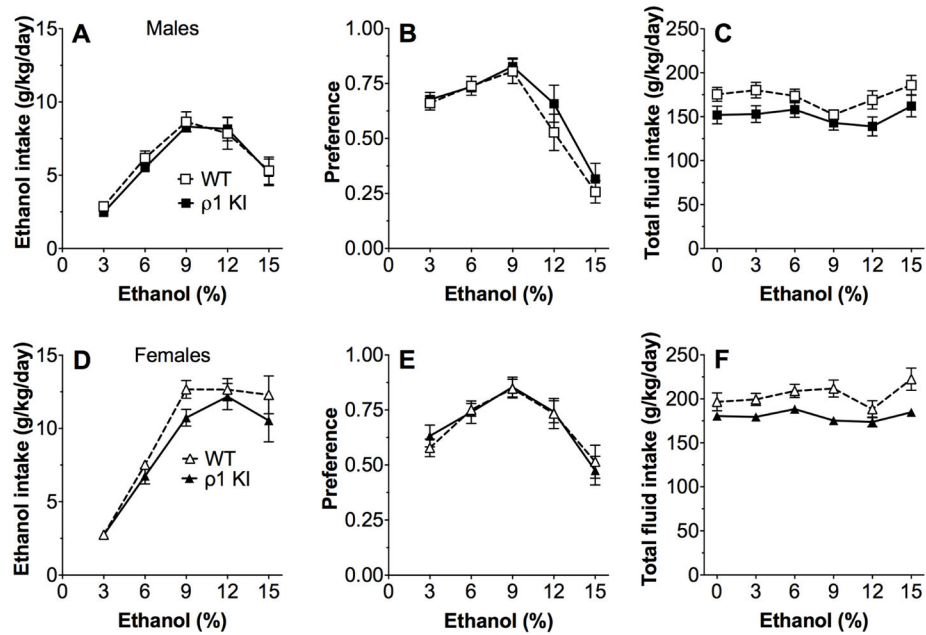 A Males
Ethanol intake (g/kg/day)
15
10
5
0
WT
ρ1 KI
0 3 6 9 12 15
Ethanol (%)
B
Preference
1.00
0.75
0.50
0.25
0.00
0 3 6 9 12 15
Ethanol (%)
C
Total fluid intake (g/kg/day)
250
200
150
100
50
0
0 3 6 9 12 15
Ethanol (%)
D Females
Ethanol intake (g/kg/day)
15
10
5
0
WT
ρ1 KI
0 3 6 9 12 15
Ethanol (%)
E
Preference
1.00
0.75
0.50
0.25
0.00
0 3 6 9 12 15
Ethanol (%)
F
Total fluid intake (g/kg/day)
250
200
150
100
50
0
0 3 6 9 12 15
Ethanol (%)